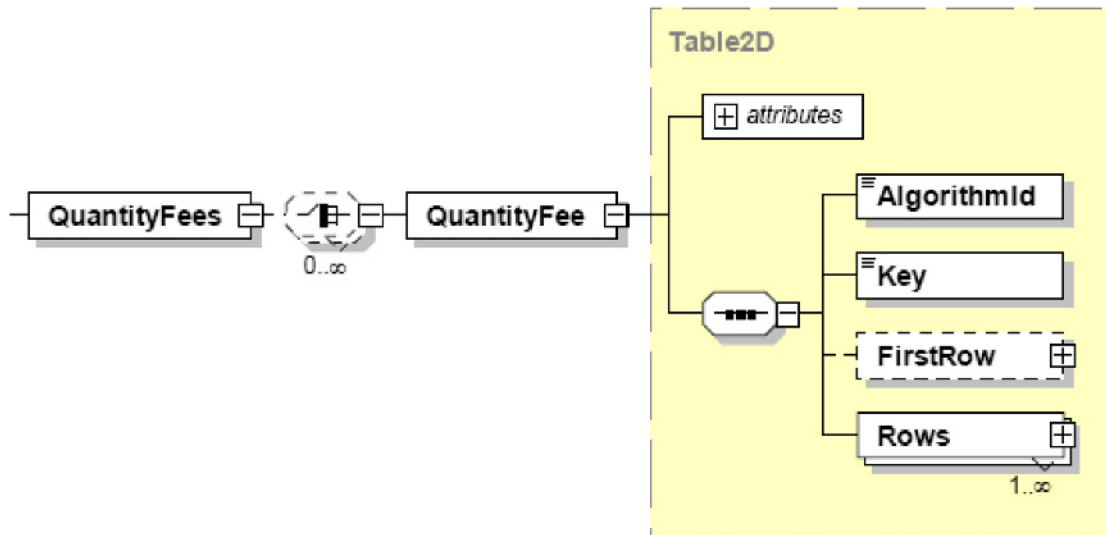 Table2D
attributes
QuantityFees
0..∞
QuantityFee
AlgorithmId
Key
FirstRow
Rows
1..∞